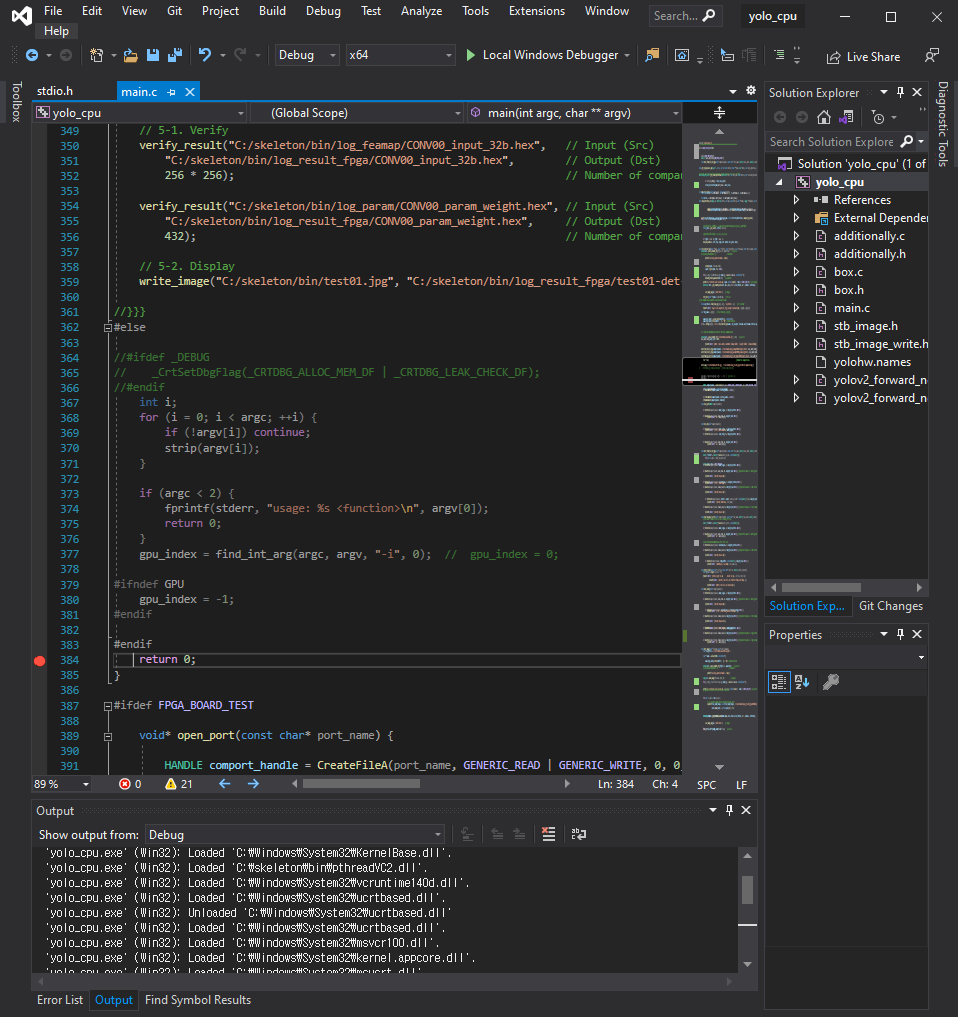 File Edit View Git Project Build Debug Test Analyze Tools Extensions Window Search... yolo_cpu
Help
Debug x64 Local Windows Debugger Live Share
Toolbox
stdio.h main.c
yolo_cpu (Global Scope) main(int argc, char ** argv)
349 // 5-1. Verify
350 verify_result("C:/skeleton/bin/log_feamap/CONV00_input_32b.hex", // Input (Src)
351 "C:/skeleton/bin/log_result_fpga/CONV00_input_32b.hex", // Output (Dst)
352 256 * 256); // Number of compa
353
354 verify_result("C:/skeleton/bin/log_param/CONV00_param_weight.hex", // Input (Src)
355 "C:/skeleton/bin/log_result_fpga/CONV00_param_weight.hex", // Output (Dst)
356 432); // Number of compa
357
358 // 5-2. Display
359 write_image("C:/skeleton/bin/test01.jpg", "C:/skeleton/bin/log_result_fpga/test01-det
360
361 //}}}
362 #else
363
364 //#ifdef _DEBUG
365 // _CrtSetDbgFlag(_CRTDBG_ALLOC_MEM_DF | _CRTDBG_LEAK_CHECK_DF);
366 //#endif
367 int i;
368 for (i = 0; i < argc; ++i) {
369 if (!argv[i]) continue;
370 strip(argv[i]);
371 }
372
373 if (argc < 2) {
374 fprintf(stderr, "usage: %s <function>\n", argv[0]);
375 return 0;
376 }
377 gpu_index = find_int_arg(argc, argv, "-i", 0); // gpu_index = 0;
378
379 #ifndef GPU
380 gpu_index = -1;
381 #endif
382
383 #endif
384 return 0;
385 }
386
387 #ifdef FPGA_BOARD_TEST
388
389 void* open_port(const char* port_name) {
390
391 HANDLE comport_handle = CreateFileA(port_name, GENERIC_READ | GENERIC_WRITE, 0, 0
89 % 0 21 Ln: 384 Ch: 4 SPC LF
Output
Show output from: Debug
'yolo_cpu.exe' (Win32): Loaded 'C:₩Windows₩System32₩KernelBase.dll'.
'yolo_cpu.exe' (Win32): Loaded 'C:₩skeleton₩bin₩pthreadVC2.dll'.
'yolo_cpu.exe' (Win32): Loaded 'C:₩Windows₩System32₩vcruntime140d.dll'.
'yolo_cpu.exe' (Win32): Loaded 'C:₩Windows₩System32₩ucrtbased.dll'.
'yolo_cpu.exe' (Win32): Unloaded 'C:₩Windows₩System32₩ucrtbased.dll'
'yolo_cpu.exe' (Win32): Loaded 'C:₩Windows₩System32₩ucrtbased.dll'.
'yolo_cpu.exe' (Win32): Loaded 'C:₩Windows₩System32₩msvcr100.dll'.
'yolo_cpu.exe' (Win32): Loaded 'C:₩Windows₩System32₩kernel.appcore.dll'.
'yolo_cpu.exe' (Win32): Loaded 'C:₩Windows₩System32₩msvcrt.dll'
Error List Output Find Symbol Results
Solution Explorer
Search Solution Explore
Solution 'yolo_cpu' (1 of
yolo_cpu
References
External Depender
additionally.c
additionally.h
box.c
box.h
main.c
stb_image.h
stb_image_write.h
yolohw.names
yolov2_forward_n
yolov2_forward_n
Solution Exp... Git Changes
Properties
Diagnostic Tools